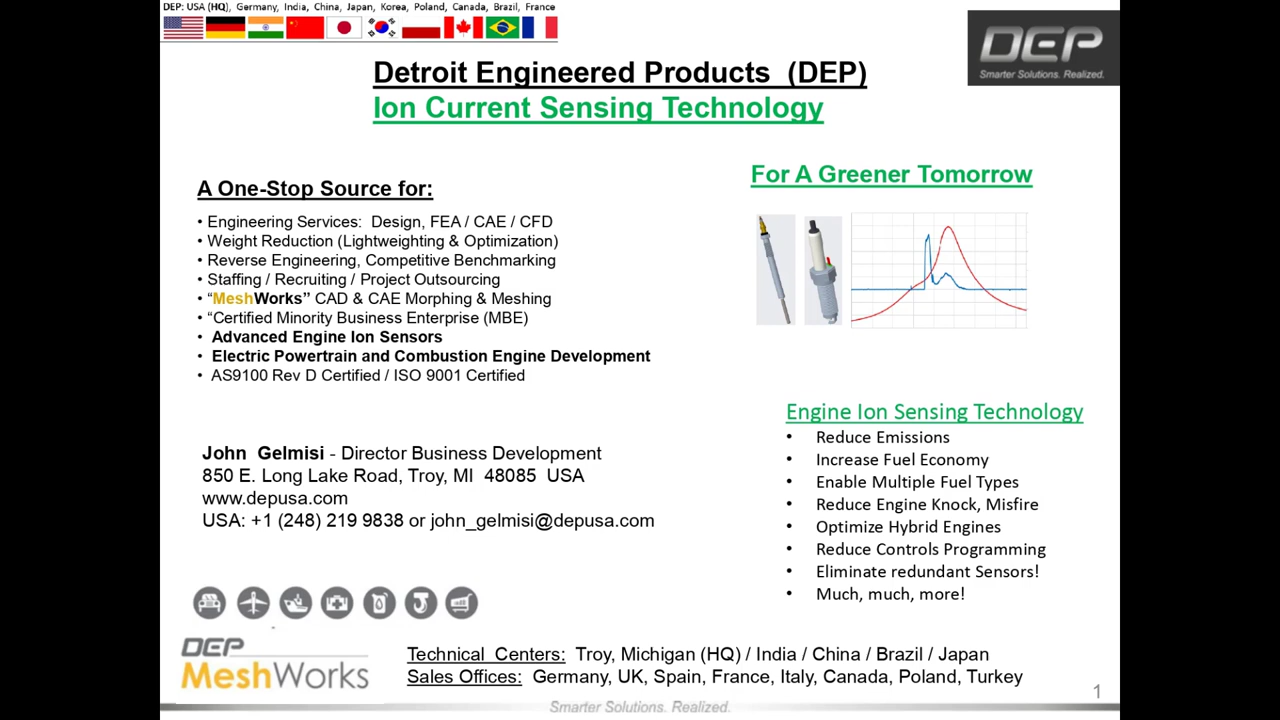 DEP: USA (HQ), Germany, India, China, Japan, Korea, Poland, Canada, Brazil, France
DEP
Smarter Solutions. Realized.
Detroit Engineered Products (DEP)
Ion Current Sensing Technology
For A Greener Tomorrow
A One-Stop Source for:
• Engineering Services: Design, FEA / CAE / CFD
• Weight Reduction (Lightweighting & Optimization)
• Reverse Engineering, Competitive Benchmarking
• Staffing / Recruiting / Project Outsourcing
• “MeshWorks” CAD & CAE Morphing & Meshing
• “Certified Minority Business Enterprise (MBE)
• Advanced Engine Ion Sensors
• Electric Powertrain and Combustion Engine Development
• AS9100 Rev D Certified / ISO 9001 Certified
John Gelmisi - Director Business Development
850 E. Long Lake Road, Troy, MI 48085 USA
www.depusa.com
USA: +1 (248) 219 9838 or john_gelmisi@depusa.com
Engine Ion Sensing Technology
• Reduce Emissions
• Increase Fuel Economy
• Enable Multiple Fuel Types
• Reduce Engine Knock, Misfire
• Optimize Hybrid Engines
• Reduce Controls Programming
• Eliminate redundant Sensors!
• Much, much, more!
DEP
MeshWorks
Technical Centers: Troy, Michigan (HQ) / India / China / Brazil / Japan
Sales Offices: Germany, UK, Spain, France, Italy, Canada, Poland, Turkey
1
Smarter Solutions. Realized.